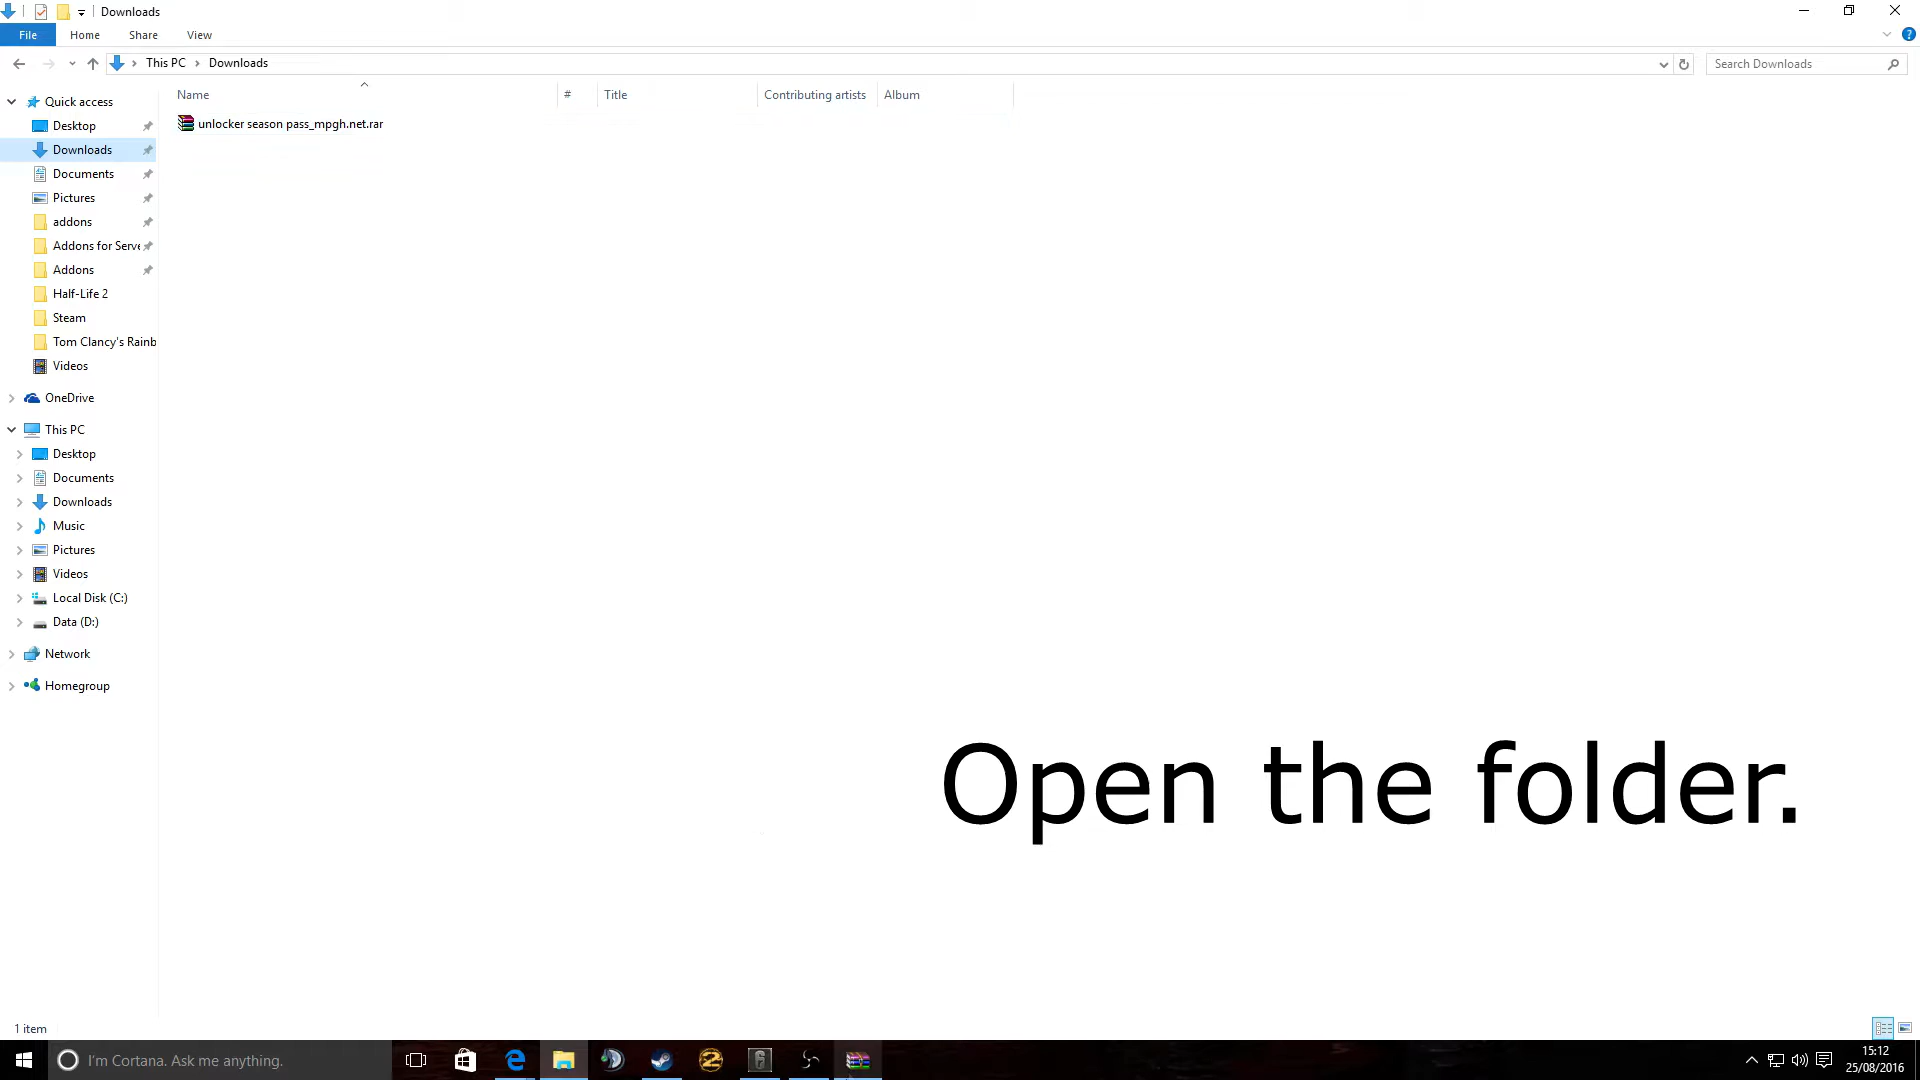 Downloads
File Home Share View
This PC Downloads Search Downloads
Name # Title Contributing artists Album
unlocker season pass_mpgh.net.rar
Quick access
Desktop
Downloads
Documents
Pictures
addons
Addons for Serve
Addons
Half-Life 2
Steam
Tom Clancy's Rainb
Videos
OneDrive
This PC
Desktop
Documents
Downloads
Music
Pictures
Videos
Local Disk (C:)
Data (D:)
Network
Homegroup
Open the folder.
1 item
I'm Cortana. Ask me anything.
15:12
25/08/2016